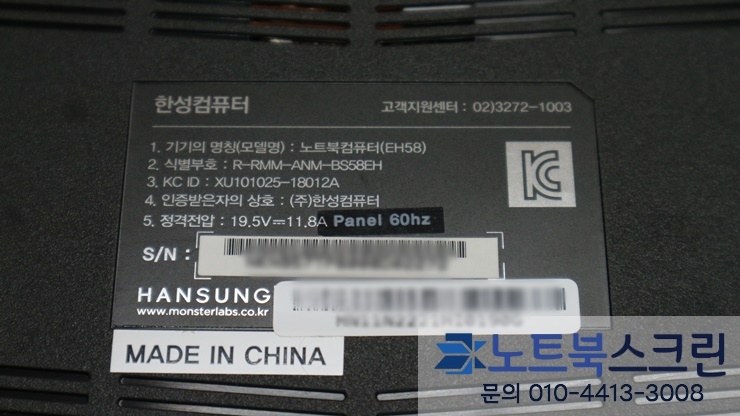 한성컴퓨터
고객지원센터 : 02)3272-1003
1. 기기의 명칭(모델명) : 노트북컴퓨터(EH58)
2. 식별부호 : R-RMM-ANM-BS58EH
3. KC ID : XU101025-18012A
4. 인증받은자의 상호 : (주)한성컴퓨터
5. 정격전압 : 19.5V⎓11.8A Panel 60hz
S/N :
HANSUNG
www.monsterlabs.co.kr
MADE IN CHINA
노트북스크린
문의 010-4413-3008